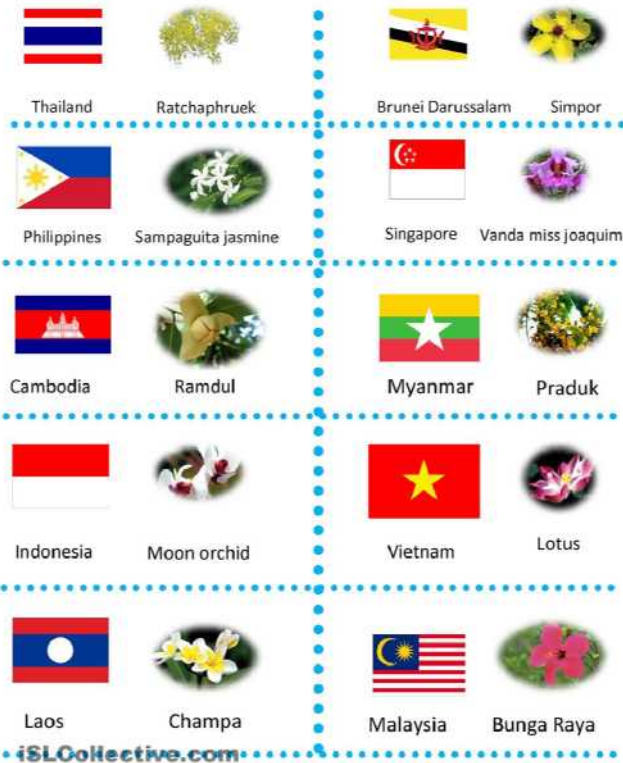 Thailand Ratchaphruek
Brunei Darussalam Simpor
Philippines Sampaguita jasmine
Singapore Vanda miss joaquim
Cambodia Ramdul
Myanmar Praduk
Indonesia Moon orchid
Vietnam Lotus
Laos Champa
Malaysia Bunga Raya
iSLCollective.com